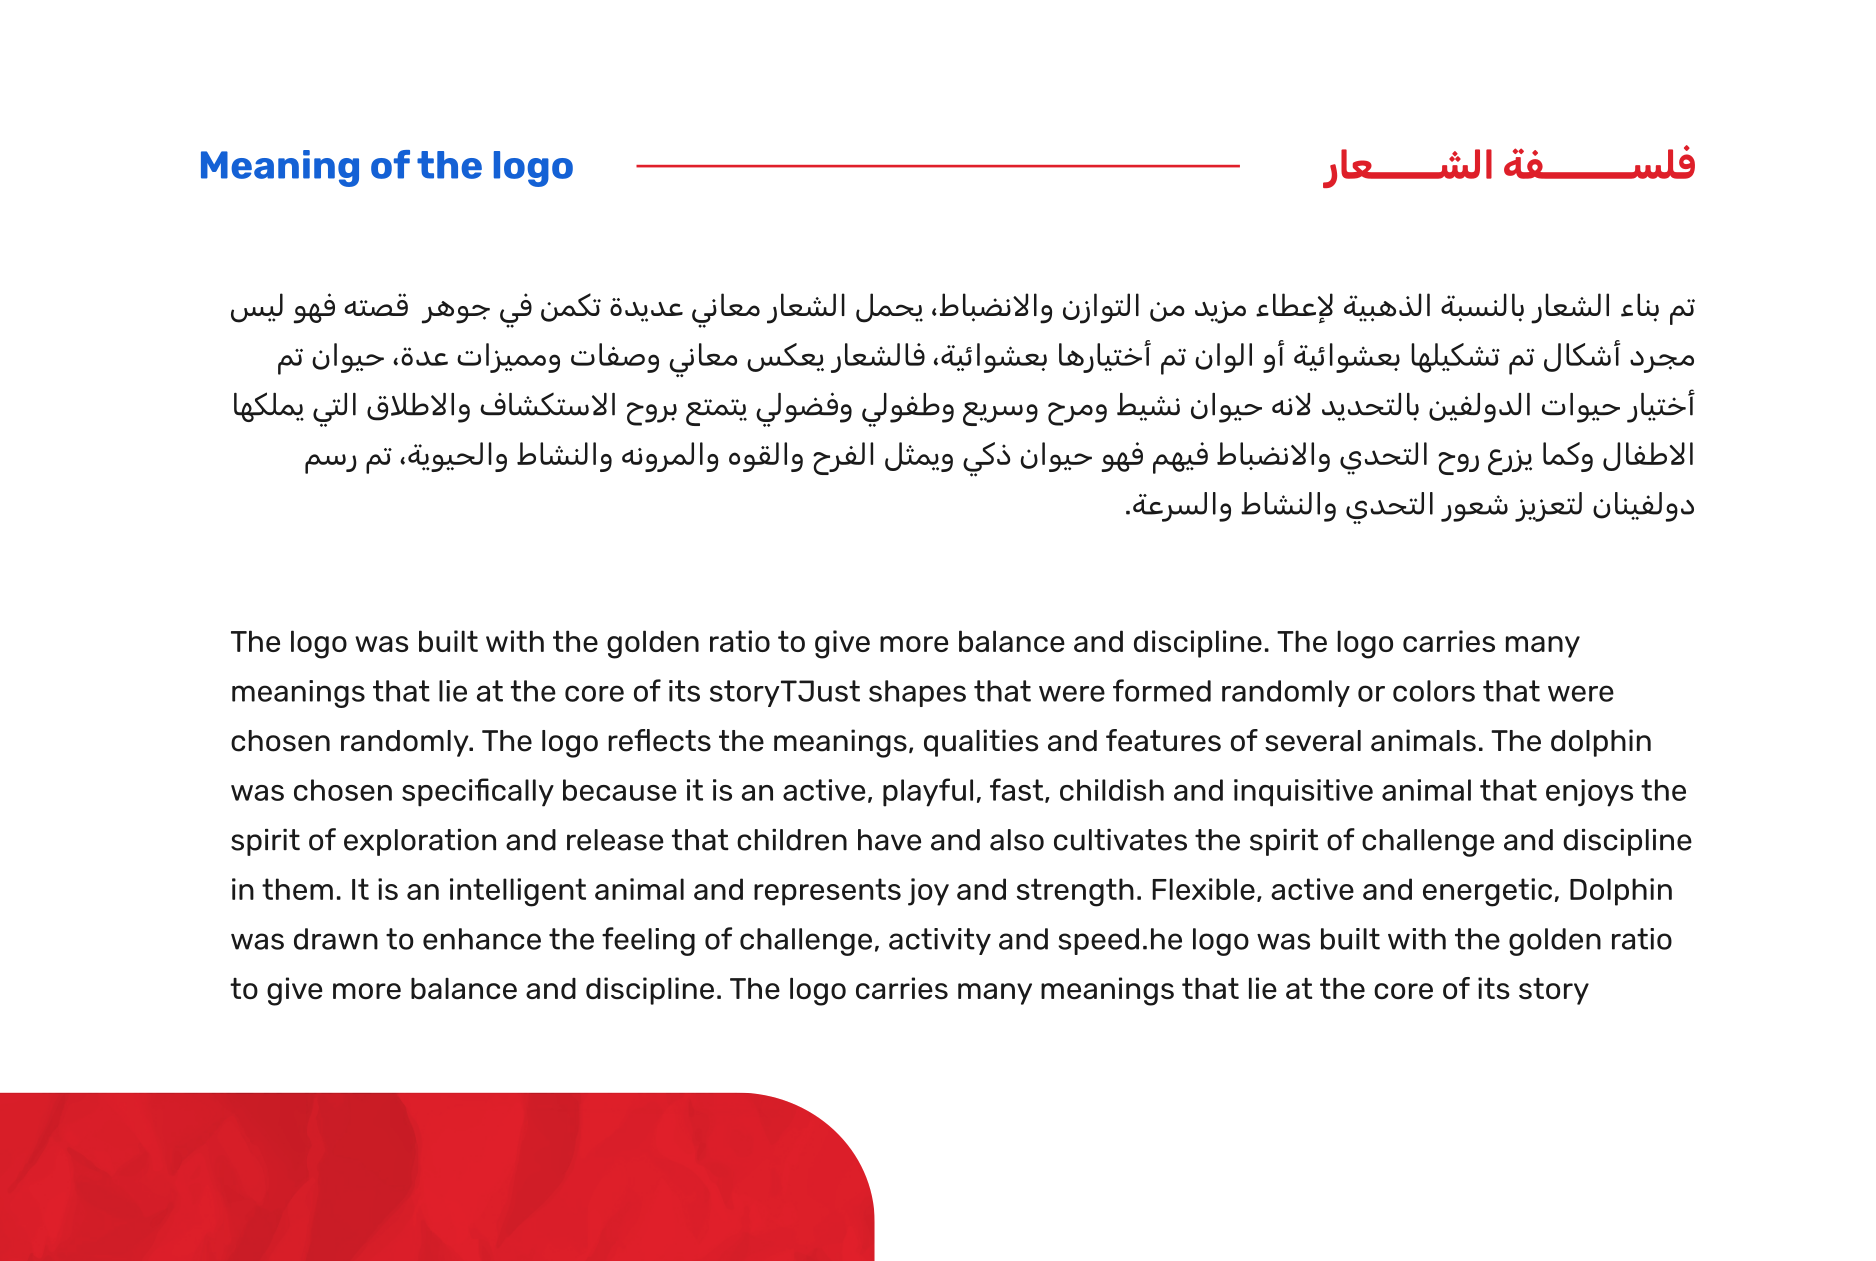 Meaning of the logo
فلســـــفة الشــــعار
تم بناء الشعار بالنسبة الذهبية لإعطاء مزيد من التوازن والانضباط، يحمل الشعار معاني عديدة تكمن في جوهر قصته فهو ليس
مجرد أشكال تم تشكيلها بعشوائية أو الوان تم أختيارها بعشوائية، فالشعار يعكس معاني وصفات ومميزات عدة، حيوان تم
أختيار حيوات الدولفين بالتحديد لانه حيوان نشيط ومرح وسريع وطفولي وفضولي يتمتع بروح الاستكشاف والاطلاق التي يملكها
الاطفال وكما يزرع روح التحدي والانضباط فيهم فهو حيوان ذكي ويمثل الفرح والقوه والمرونه والنشاط والحيوية، تم رسم
دولفينان لتعزيز شعور التحدي والنشاط والسرعة.
The logo was built with the golden ratio to give more balance and discipline. The logo carries many
meanings that lie at the core of its storyTJust shapes that were formed randomly or colors that were
chosen randomly. The logo reflects the meanings, qualities and features of several animals. The dolphin
was chosen specifically because it is an active, playful, fast, childish and inquisitive animal that enjoys the
spirit of exploration and release that children have and also cultivates the spirit of challenge and discipline
in them. It is an intelligent animal and represents joy and strength. Flexible, active and energetic, Dolphin
was drawn to enhance the feeling of challenge, activity and speed.he logo was built with the golden ratio
to give more balance and discipline. The logo carries many meanings that lie at the core of its story